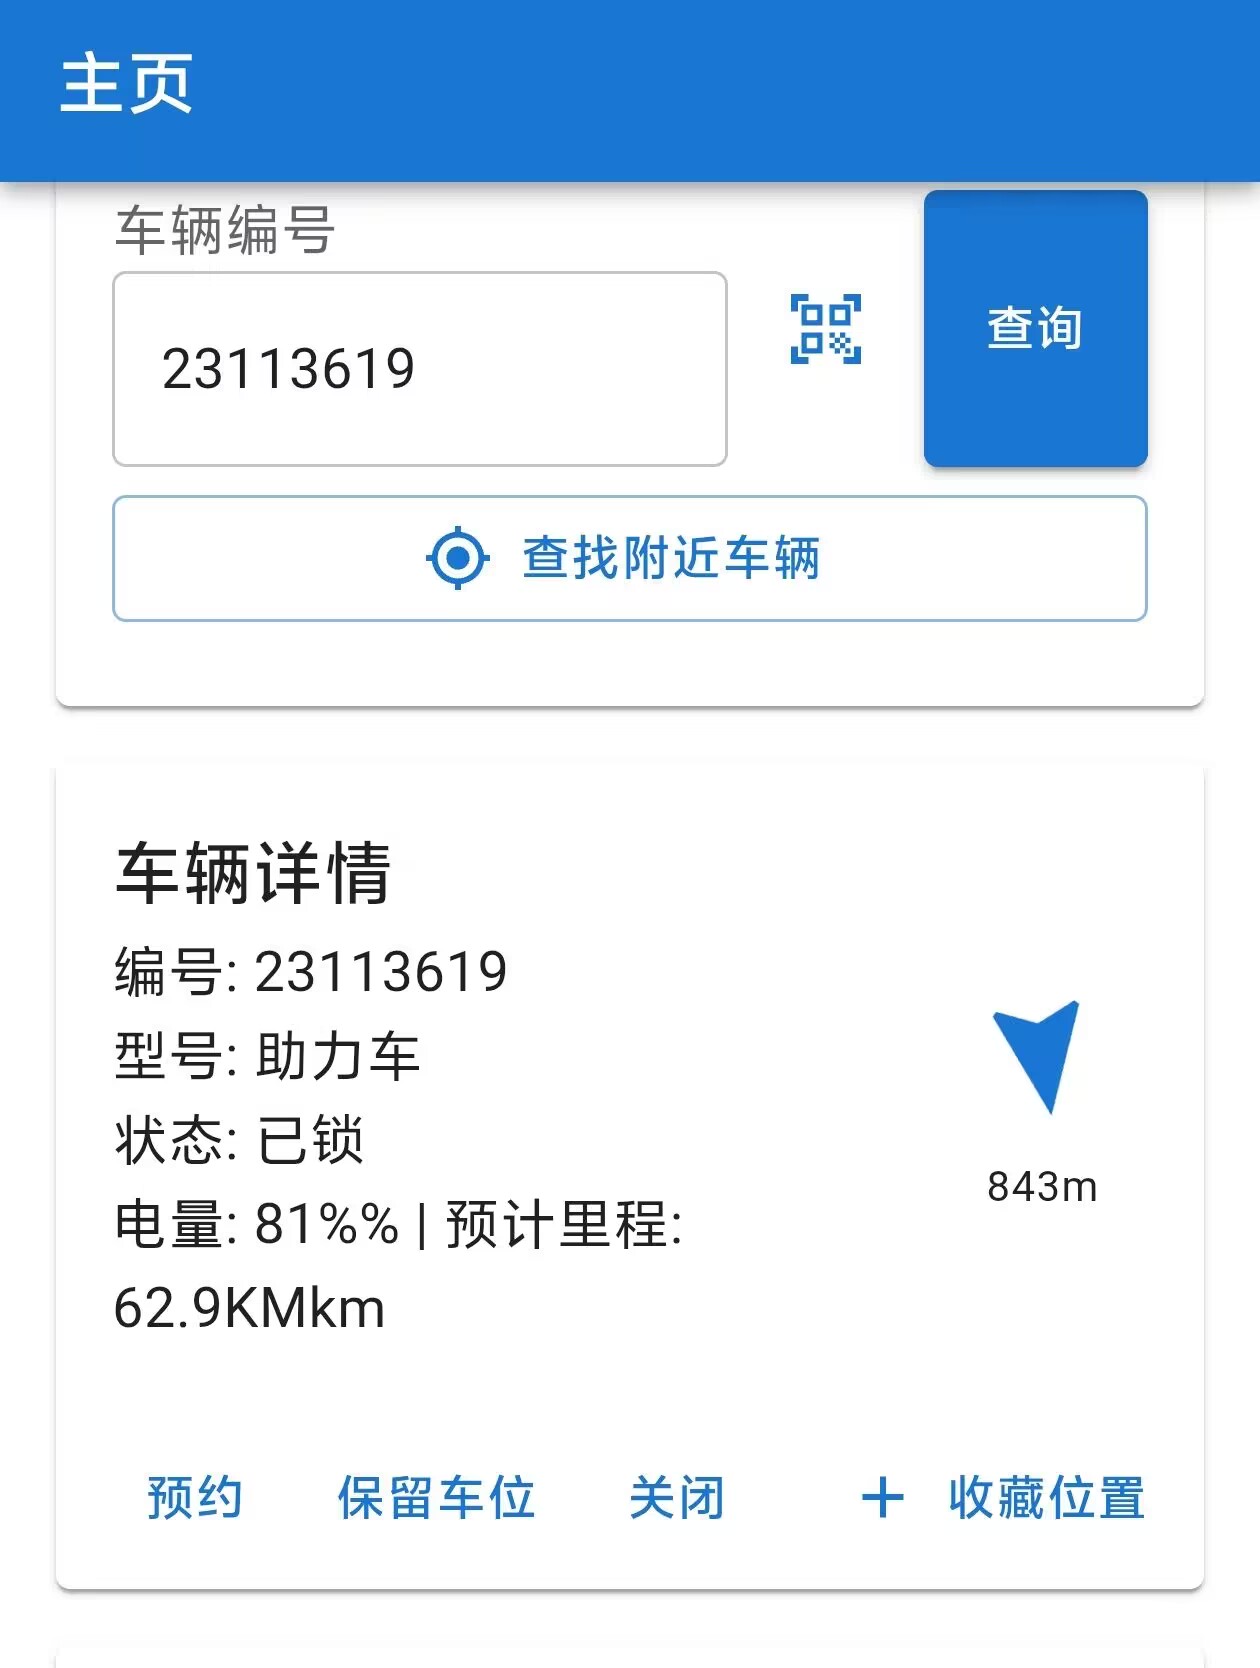 主页
车辆编号
23113619
查询
查找附近车辆
车辆详情
编号: 23113619
型号: 助力车
状态: 已锁
电量: 81%% | 预计里程:
62.9KMkm
843m
预约
保留车位
关闭
+ 收藏位置